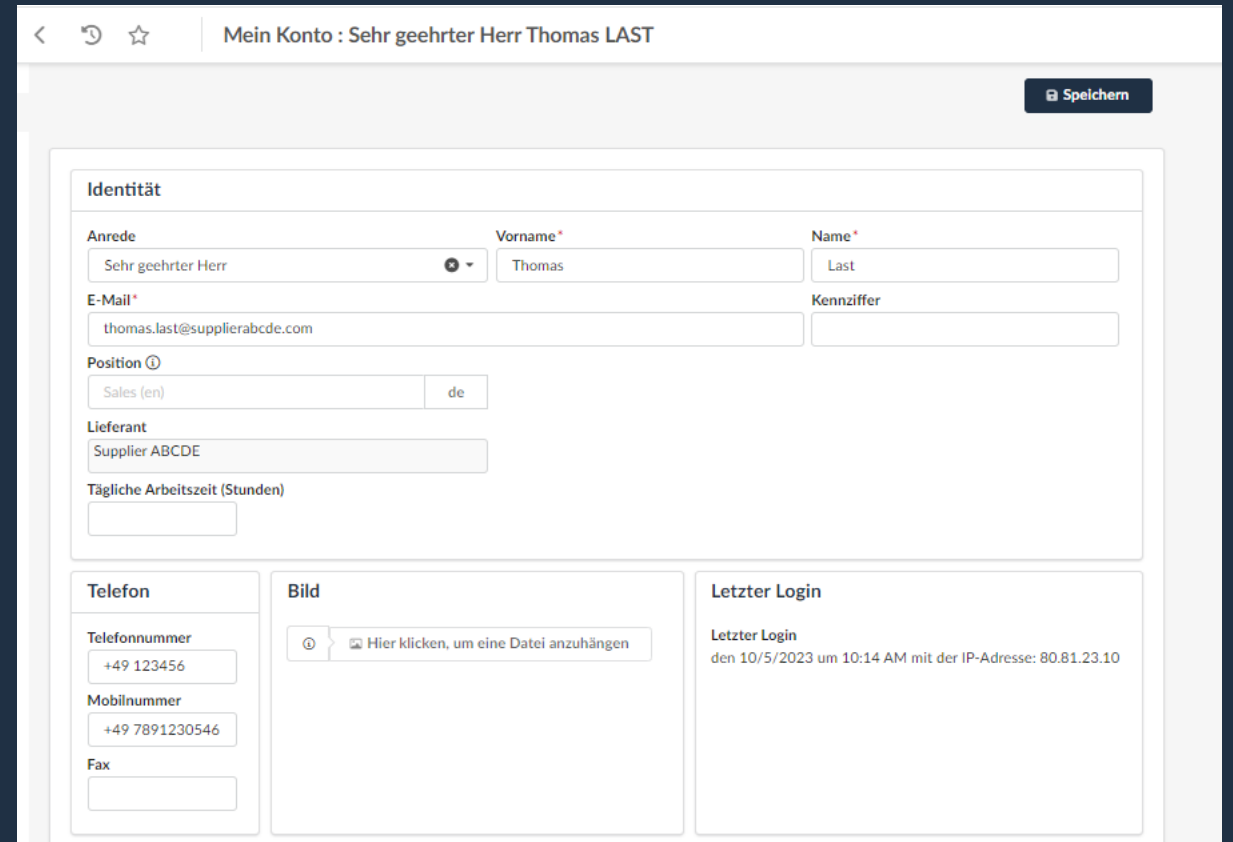 Mein Konto : Sehr geehrter Herr Thomas LAST
Speichern
Identität
Anrede
Vorname*
Name*
Sehr geehrter Herr
Thomas
Last
E-Mail*
Kennziffer
thomas.last@supplierabcde.com
Position
Sales (en)
de
Lieferant
Supplier ABCDE
Tägliche Arbeitszeit (Stunden)
Telefon
Telefonnummer
+49 123456
Mobilnummer
+49 7891230546
Fax
Bild
Hier klicken, um eine Datei anzuhängen
Letzter Login
Letzter Login
den 10/5/2023 um 10:14 AM mit der IP-Adresse: 80.81.23.10